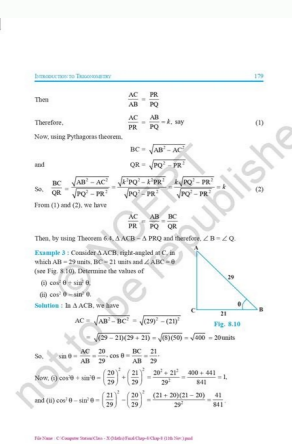 INTRODUCTION TO TRIGONOMETRY 179
Then AC/AB = PR/PQ
Therefore, AC/PR = AB/PQ = k, say (1)
Now, using Pythagoras theorem,
BC = √(AB² – AC²)
and QR = √(PQ² – PR²)
So, BC/QR = √(AB² – AC²)/√(PQ² – PR²) = √(k²PQ² – k²PR²)/√(PQ² – PR²) = k√(PQ² – PR²)/√(PQ² – PR²) = k (2)
From (1) and (2), we have
AC/PR = AB/PQ = BC/QR
Then, by using Theorem 6.4, Δ ACB ~ Δ PRQ and therefore, ∠ B = ∠ Q.
Example 3 : Consider Δ ACB, right-angled at C, in
which AB = 29 units, BC = 21 units and ∠ ABC = θ
(see Fig. 8.10). Determine the values of
(i) cos² θ + sin² θ,
(ii) cos² θ – sin² θ.
Solution : In Δ ACB, we have
AC = √(AB² – BC²) = √((29)² – (21)²)
= √((29 – 21)(29 + 21)) = √((8)(50)) = √400 = 20 units
A
29
θ
C
21
B
Fig. 8.10
So, sin θ = AC/AB = 20/29, cos θ = BC/AB = 21/29
Now, (i) cos²θ + sin²θ = (20/29)² + (21/29)² = (20² + 21²)/29² = (400 + 441)/841 = 1,
and (ii) cos² θ – sin² θ = (21/29)² – (20/29)² = ((21 + 20)(21 – 20))/29² = 41/841.
not to be republished